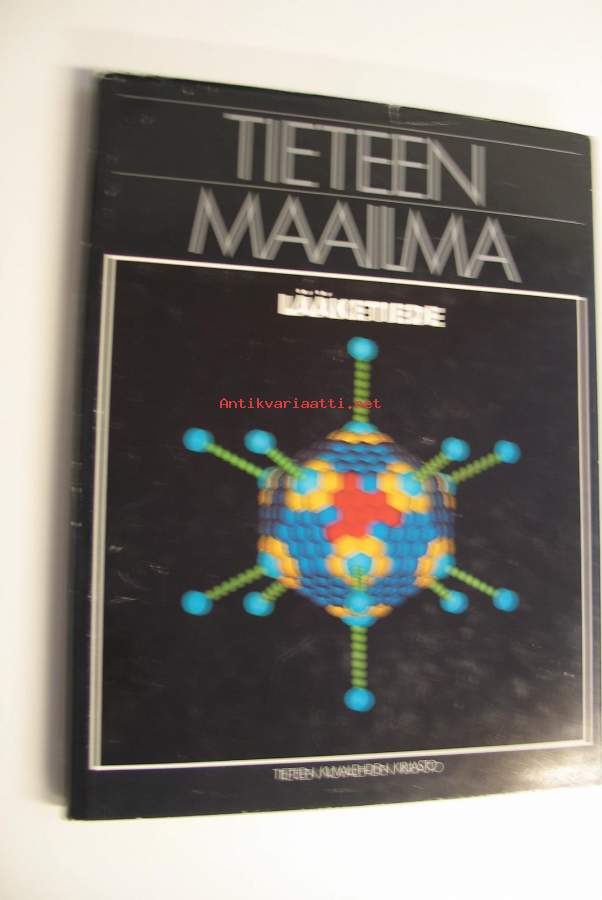 TIETEEN
MAAILMA
LÄÄKETIEDE
Antikvariaatti.net
TIETEEN KUVALEHDEN KIRJASTO